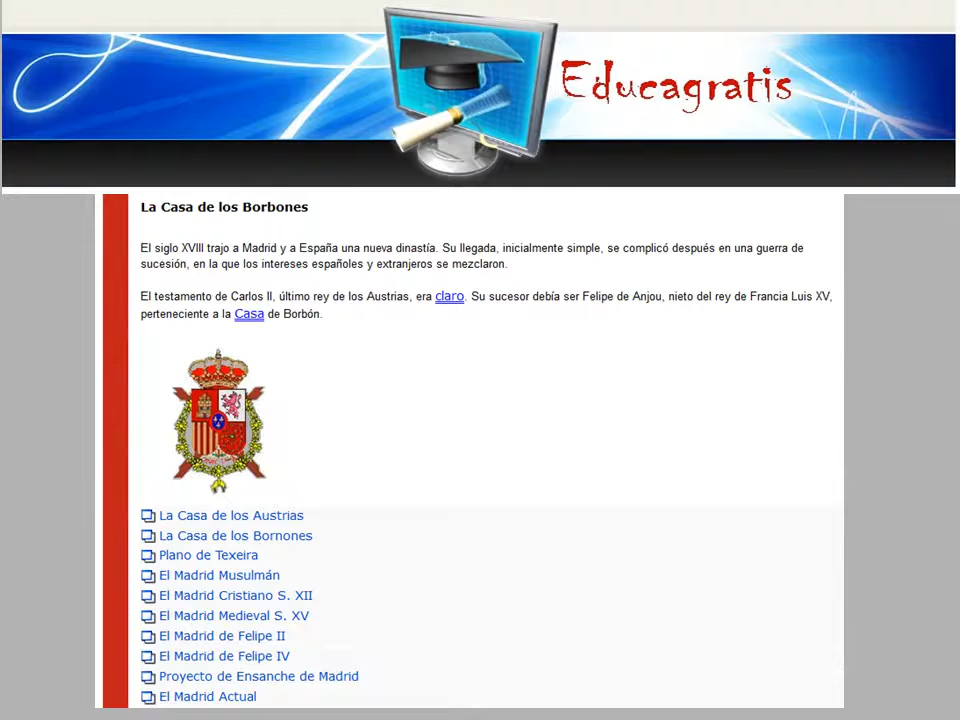 Educagratis
La Casa de los Borbones
El siglo XVIII trajo a Madrid y a España una nueva dinastía. Su llegada, inicialmente simple, se complicó después en una guerra de
sucesión, en la que los intereses españoles y extranjeros se mezclaron.
El testamento de Carlos II, último rey de los Austrias, era claro. Su sucesor debía ser Felipe de Anjou, nieto del rey de Francia Luis XV,
perteneciente a la Casa de Borbón.
La Casa de los Austrias
La Casa de los Bornones
Plano de Texeira
El Madrid Musulmán
El Madrid Cristiano S. XII
El Madrid Medieval S. XV
El Madrid de Felipe II
El Madrid de Felipe IV
Proyecto de Ensanche de Madrid
El Madrid Actual